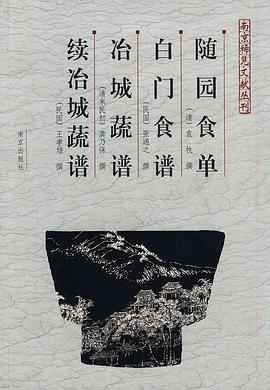 南京稀见文献丛刊
随园食单
(清) 袁枚 撰
白门食谱
(民国) 张通之 撰
冶城蔬谱
(清末民初) 龚乃保 撰
续冶城蔬谱
(民国) 王孝煃 撰
南京出版社